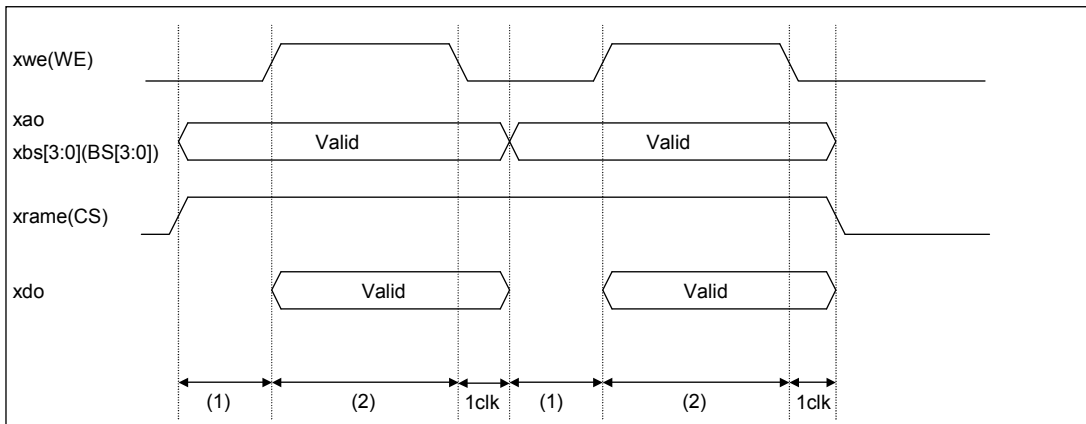 xwe(WE)
xao
xbs[3:0](BS[3:0])
Valid Valid
xrame(CS)
xdo
Valid Valid
(1) (2) 1clk (1) (2) 1clk